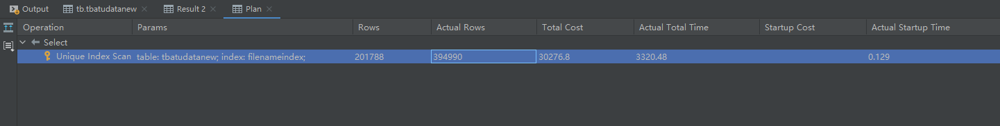 Output tb.tbatudatanew Result 2 Plan
Operation Params Rows Actual Rows Total Cost Actual Total Time Startup Cost Actual Startup Time
Select
Unique Index Scan table: tbatudatanew; index: filenameindex; 201788 394990 30276.8 3320.48 0.129